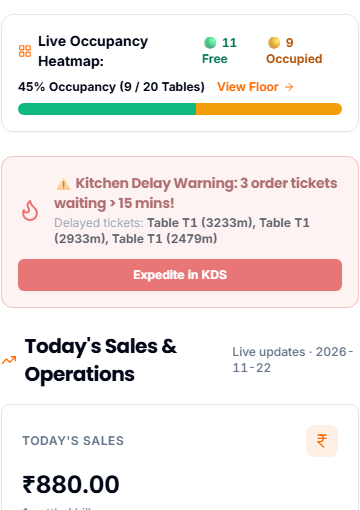 Live Occupancy
Heatmap:
11
Free
9
Occupied
45% Occupancy (9 / 20 Tables) View Floor →
⚠️ Kitchen Delay Warning: 3 order tickets
waiting > 15 mins!
Delayed tickets: Table T1 (3233m), Table T1
(2933m), Table T1 (2479m)
Expedite in KDS
Today's Sales &
Operations
Live updates · 2026-
11-22
TODAY'S SALES
₹
₹880.00